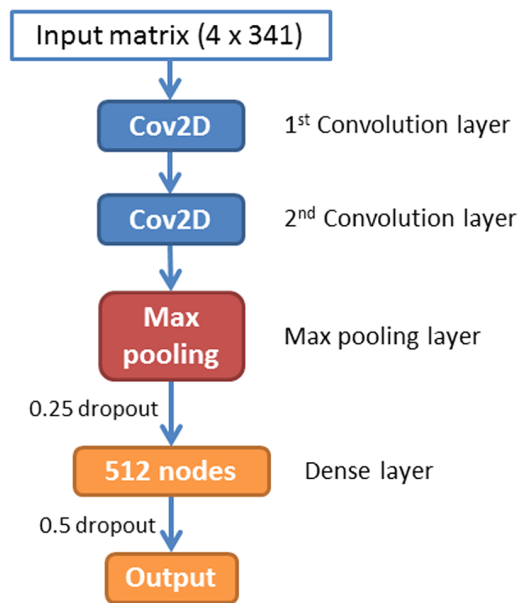 Input matrix (4 x 341)
Cov2D
1st Convolution layer
Cov2D
2nd Convolution layer
Max
pooling
Max pooling layer
0.25 dropout
512 nodes
Dense layer
0.5 dropout
Output